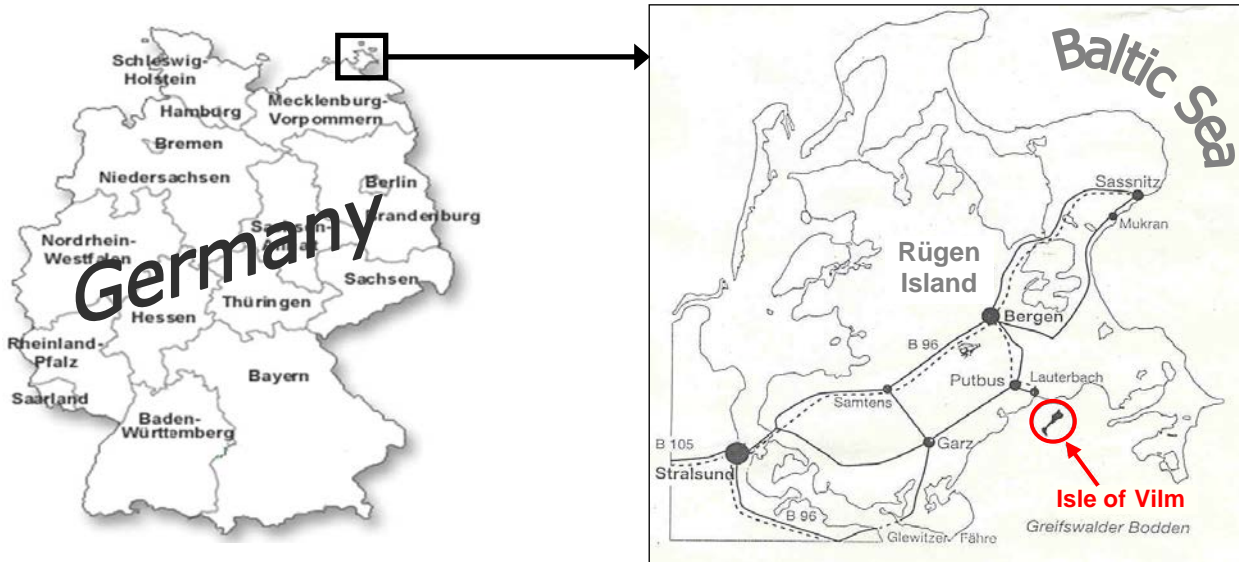 Schleswig-
Holstein
Hamburg
Mecklenburg-
Vorpommern
Bremen
Niedersachsen
Berlin
Brandenburg
Sachsen-
Anhalt
Nordrhein-
Westfalen
Germany
Sachsen
Thüringen
Hessen
Rheinland-
Pfalz
Saarland
Bayern
Baden-
Württemberg
Baltic Sea
Sassnitz
Mukran
Rügen
Island
Bergen
B 96
Putbus
Lauterbach
Samtens
B 105
Garz
Stralsund
Isle of Vilm
B 96
Greifswalder Bodden
Glewitzer Fähre